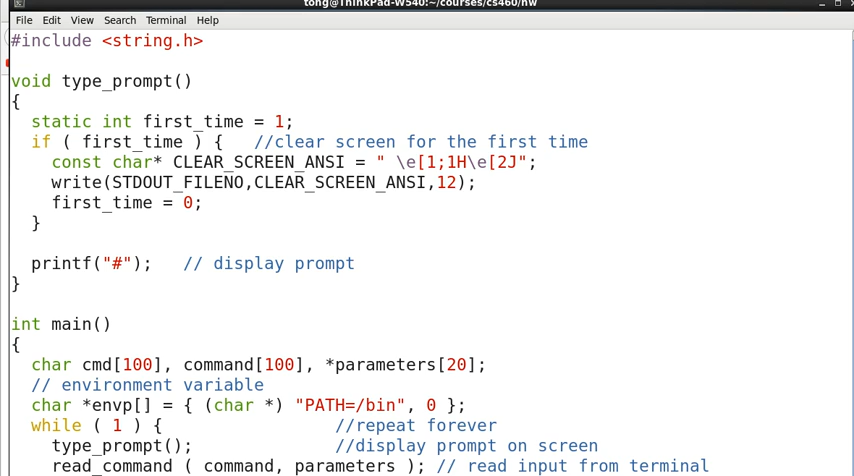 tong@ThinkPad-W540:~/courses/cs460/hw
File Edit View Search Terminal Help
#include <string.h>
void type_prompt()
{
static int first_time = 1;
if ( first_time ) { //clear screen for the first time
const char* CLEAR_SCREEN_ANSI = " \e[1;1H\e[2J";
write(STDOUT_FILENO,CLEAR_SCREEN_ANSI,12);
first_time = 0;
}
printf("#"); // display prompt
}
int main()
{
char cmd[100], command[100], *parameters[20];
// environment variable
char *envp[] = { (char *) "PATH=/bin", 0 };
while ( 1 ) { //repeat forever
type_prompt(); //display prompt on screen
read_command ( command, parameters ); // read input from terminal